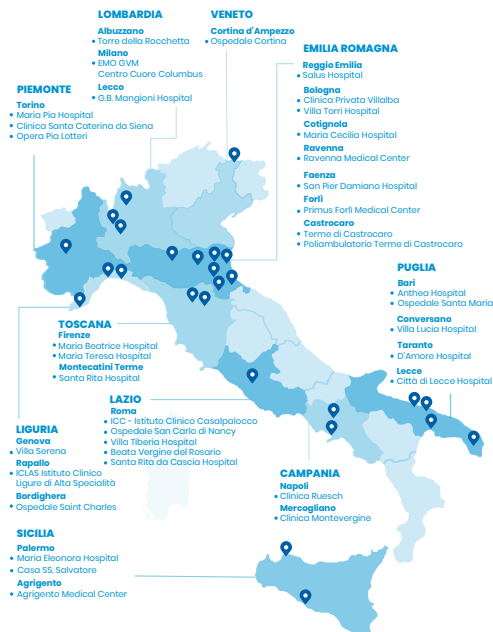 LOMBARDIA
Albuzzano
• Torre della Rocchetta
Milano
• EMO GVM
Centro Cuore Columbus
Lecco
• G.B. Mangioni Hospital
VENETO
Cortina d'Ampezzo
• Ospedale Cortina
EMILIA ROMAGNA
Reggio Emilia
• Salus Hospital
Bologna
• Clinica Privata Villalba
• Villa Torri Hospital
Cotignola
• Maria Cecilia Hospital
Ravenna
• Ravenna Medical Center
Faenza
• San Pier Damiano Hospital
Forlì
• Primus Forlì Medical Center
Castrocaro
• Terme di Castrocaro
• Poliambulatorio Terme di Castrocaro
PIEMONTE
Torino
• Maria Pia Hospital
• Clinica Santa Caterina da Siena
• Opera Pia Lotteri
PUGLIA
Bari
• Anthea Hospital
• Ospedale Santa Maria
Conversano
• Villa Lucia Hospital
Taranto
• D'Amore Hospital
Lecce
• Città di Lecce Hospital
TOSCANA
Firenze
• Maria Beatrice Hospital
• Maria Teresa Hospital
Montecatini Terme
• Santa Rita Hospital
LAZIO
Roma
• ICC - Istituto Clinico Casalpalocco
• Ospedale San Carlo di Nancy
• Villa Tiberia Hospital
• Beata Vergine del Rosario
• Santa Rita da Cascia Hospital
LIGURIA
Genova
• Villa Serena
Rapallo
• ICLAS Istituto Clinico
Ligure di Alta Specialità
Bordighera
• Ospedale Saint Charles
CAMPANIA
Napoli
• Clinica Ruesch
Mercogliano
• Clinica Montevergine
SICILIA
Palermo
• Maria Eleonora Hospital
• Casa SS. Salvatore
Agrigento
• Agrigento Medical Center